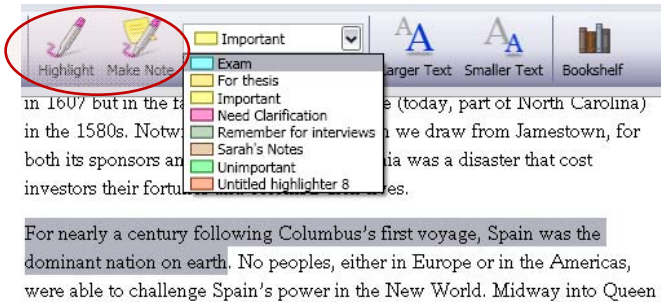 Important
Highlight Make Note arger Text Smaller Text Bookshelf
Exam
For thesis
Important
Need Clarification
Remember for interviews
Sarah's Notes
Unimportant
Untitled highlighter 8
in 1607 but in the fa e (today, part of North Carolina)
in the 1580s. Notw n we draw from Jamestown, for
both its sponsors an nia was a disaster that cost
investors their fortu ves.
For nearly a century following Columbus's first voyage, Spain was the
dominant nation on earth. No peoples, either in Europe or in the Americas,
were able to challenge Spain's power in the New World. Midway into Queen